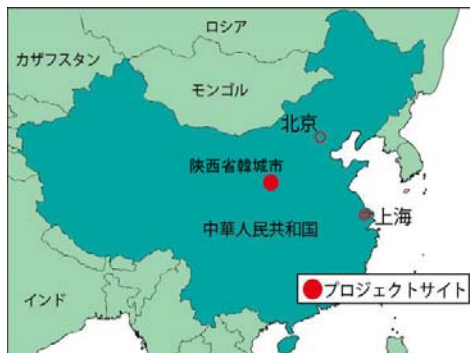 ロシア
カザフスタン
モンゴル
北京
陝西省韓城市
上海
中華人民共和国
プロジェクトサイト
インド